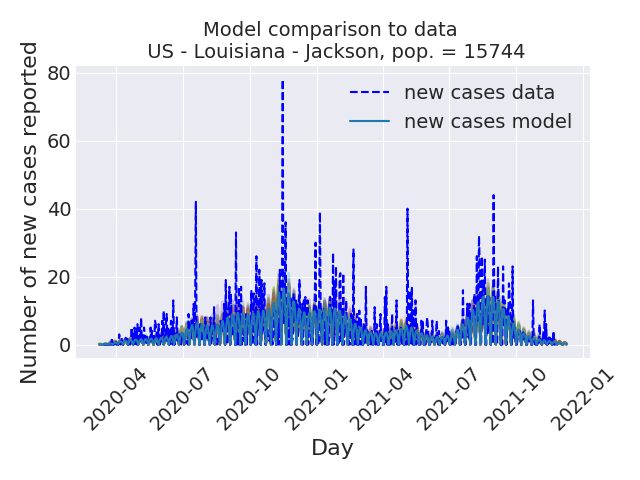 Model comparison to data
US - Louisiana - Jackson, pop. = 15744
Number of new cases reported
80
60
40
20
0
new cases data
new cases model
2020-04
2020-07
2020-10
2021-01
2021-04
2021-07
2021-10
2022-01
Day